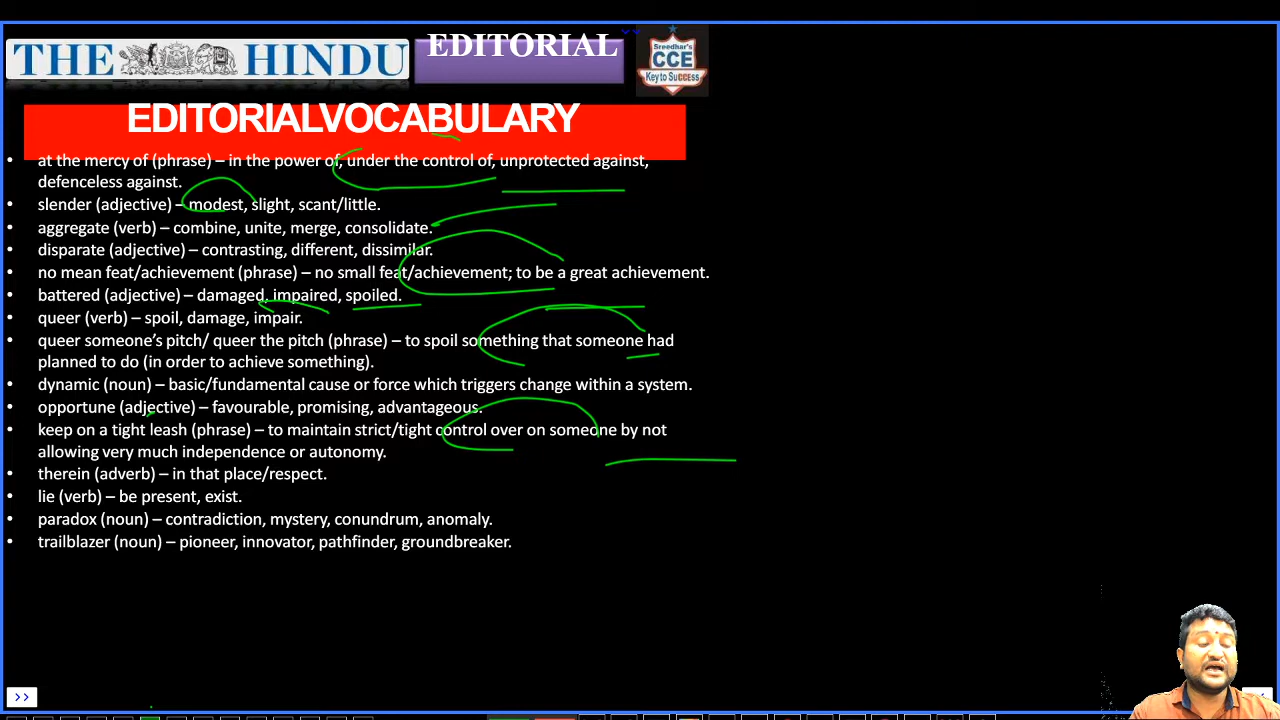 THE HINDU
EDITORIAL
Sreedhar's
CCE
Key to Success
EDITORIALVOCABULARY
• at the mercy of (phrase) – in the power of, under the control of, unprotected against,
defenceless against.
• slender (adjective) – modest, slight, scant/little.
• aggregate (verb) – combine, unite, merge, consolidate.
• disparate (adjective) – contrasting, different, dissimilar.
• no mean feat/achievement (phrase) – no small feat/achievement; to be a great achievement.
• battered (adjective) – damaged, impaired, spoiled.
• queer (verb) – spoil, damage, impair.
• queer someone's pitch/ queer the pitch (phrase) – to spoil something that someone had
planned to do (in order to achieve something).
• dynamic (noun) – basic/fundamental cause or force which triggers change within a system.
• opportune (adjective) – favourable, promising, advantageous.
• keep on a tight leash (phrase) – to maintain strict/tight control over on someone by not
allowing very much independence or autonomy.
• therein (adverb) – in that place/respect.
• lie (verb) – be present, exist.
• paradox (noun) – contradiction, mystery, conundrum, anomaly.
• trailblazer (noun) – pioneer, innovator, pathfinder, groundbreaker.
>>